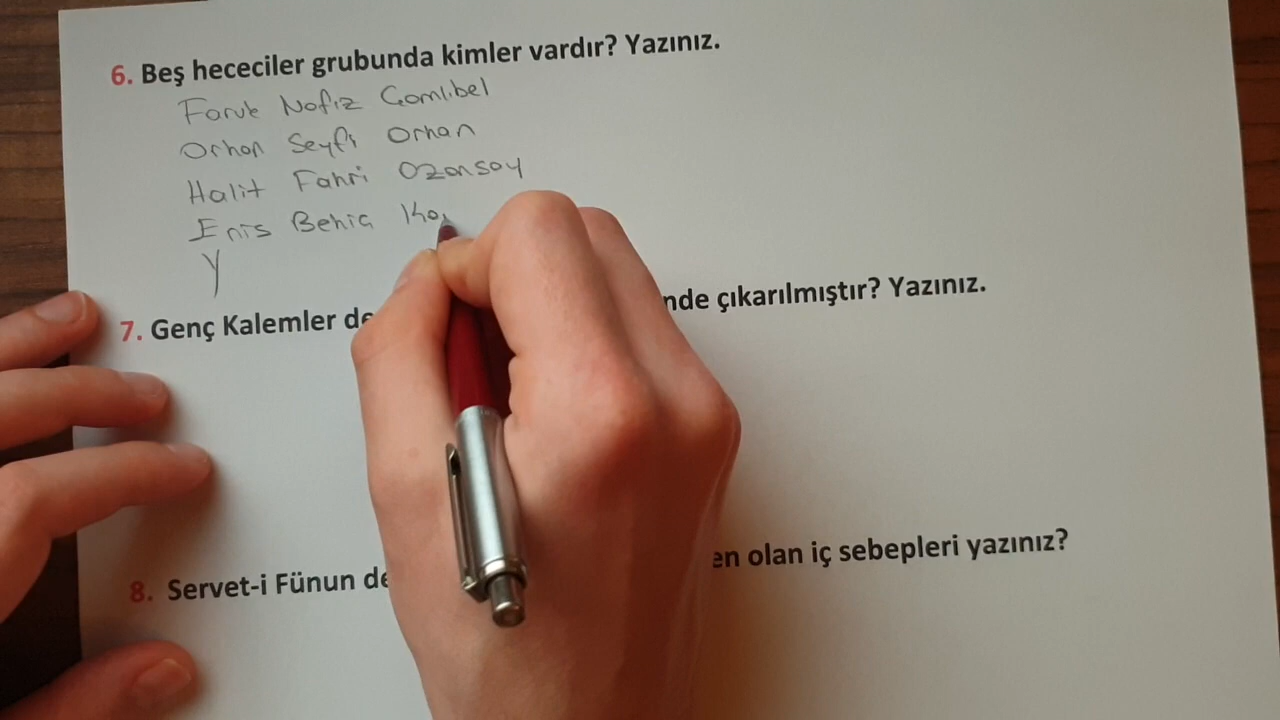 6. Beş hececiler grubunda kimler vardır? Yazınız.
Faruk Nafiz Çamlıbel
Orhan Seyfi Orhan
Halit Fahri Ozansoy
Enis Behiç Ko
Y
7. Genç Kalemler de nde çıkarılmıştır? Yazınız.
8. Servet-i Fünun de en olan iç sebepleri yazınız?